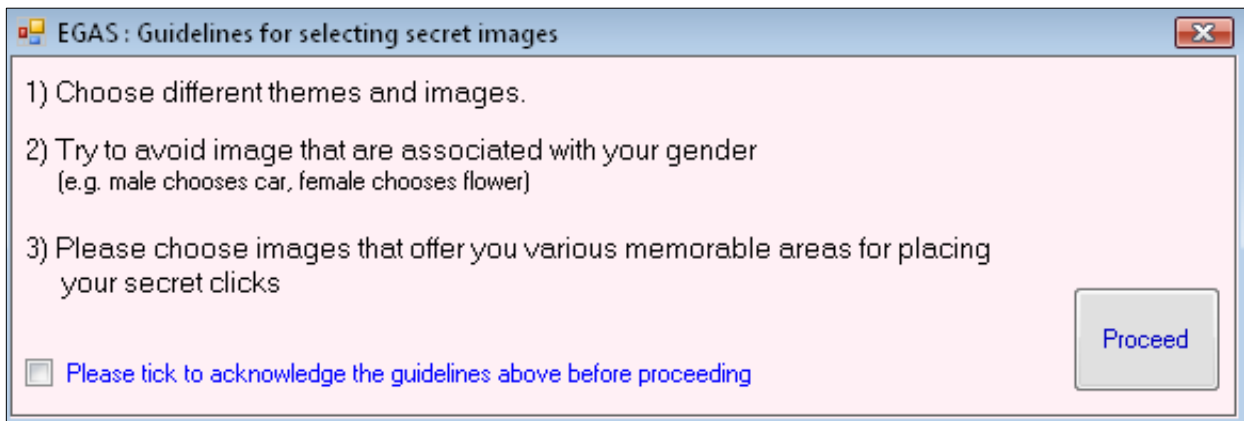 EGAS : Guidelines for selecting secret images
1) Choose different themes and images.
2) Try to avoid image that are associated with your gender
(e.g. male chooses car, female chooses flower)
3) Please choose images that offer you various memorable areas for placing
your secret clicks
Proceed
Please tick to acknowledge the guidelines above before proceeding